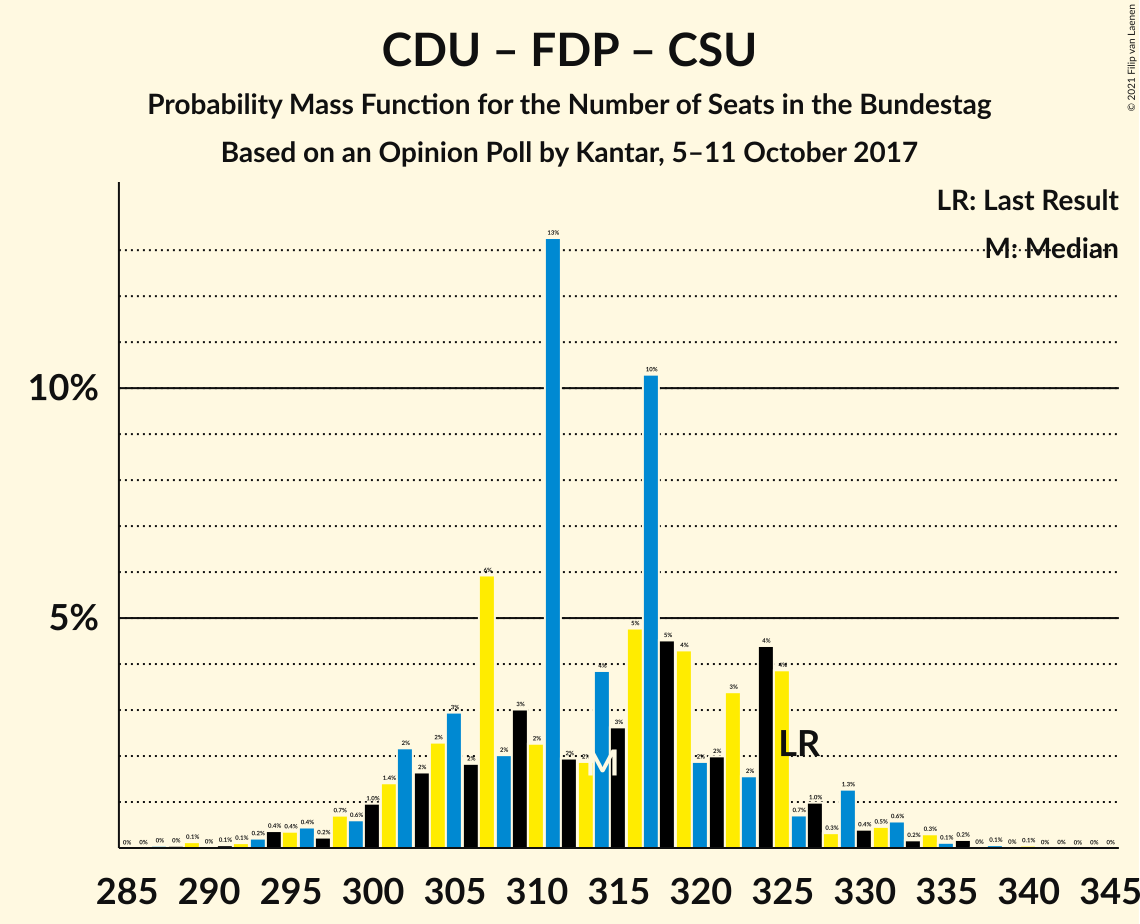 CDU – FDP – CSU
Probability Mass Function for the Number of Seats in the Bundestag
Based on an Opinion Poll by Kantar, 5–11 October 2017
© 2021 Filip van Laenen
LR: Last Result
M: Median
10%
5%
0% 0% 0% 0% 0.1% 0% 0.1% 0.1% 0.2% 0.4% 0.4% 0.4% 0.2% 0.7% 0.6% 1.0% 1.4% 2% 2% 2% 3% 2% 6% 2% 3% 2% 13% 2% 2% 4% 3% 5% 10% 5% 4% 2% 2% 3% 2% 4% 4% 0.7% 1.0% 0.3% 1.3% 0.4% 0.5% 0.6% 0.2% 0.3% 0.1% 0.2% 0% 0.1% 0% 0.1% 0% 0% 0% 0% 0%
M
LR
285 290 295 300 305 310 315 320 325 330 335 340 345